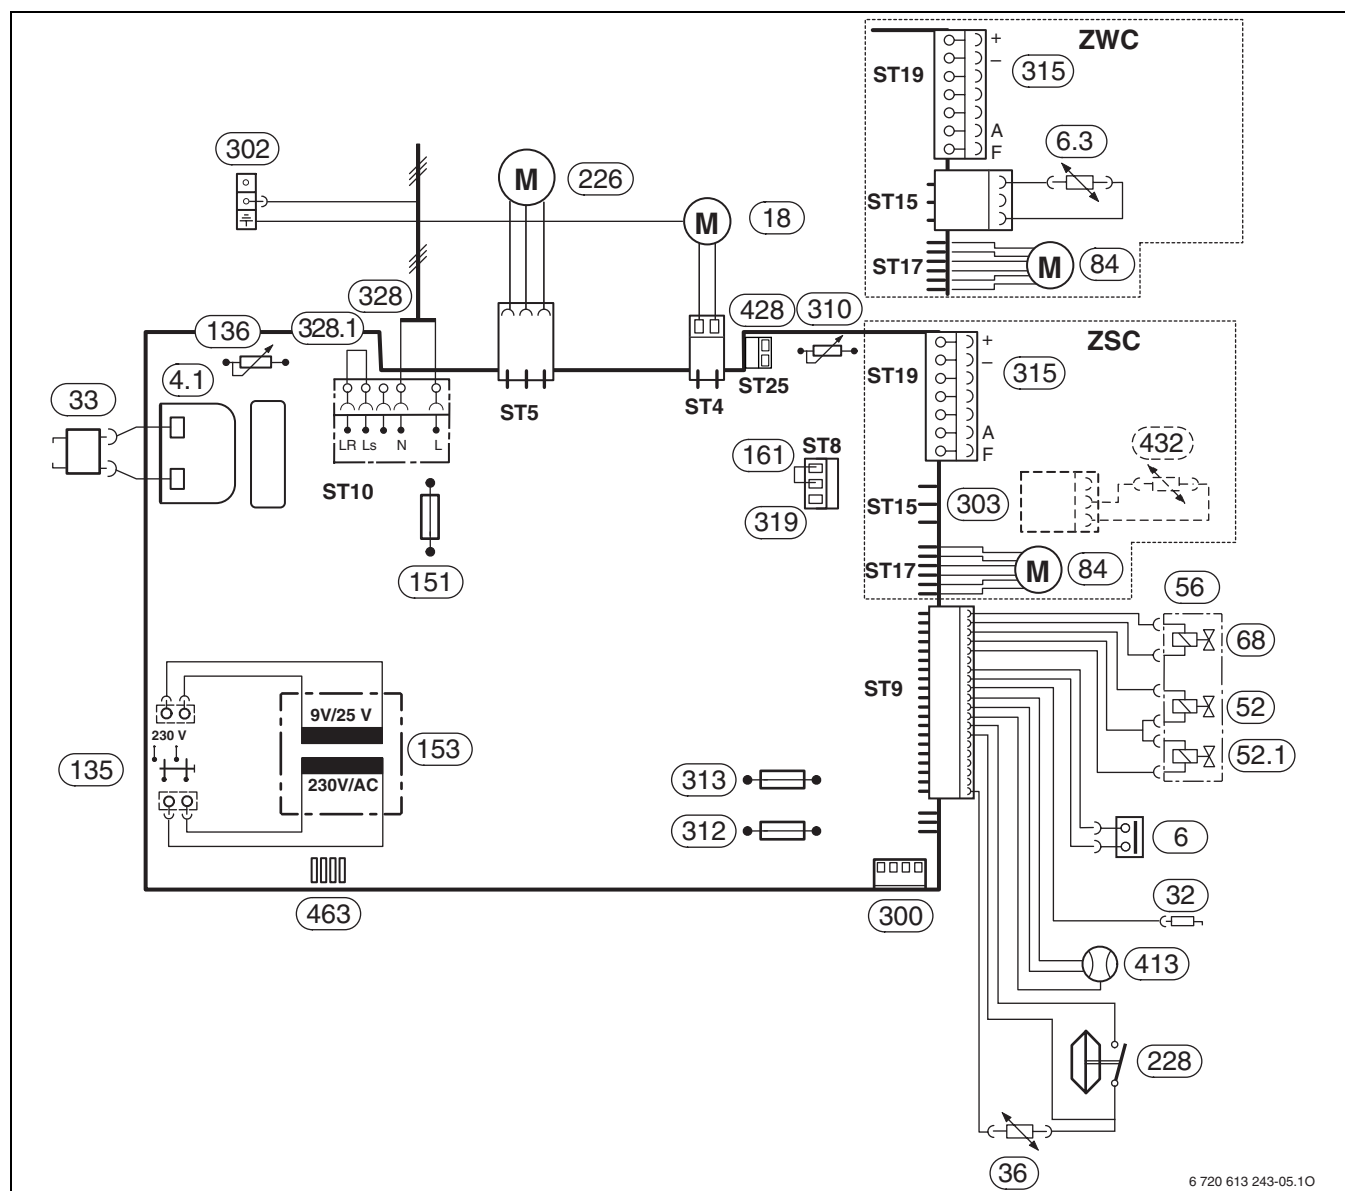 ZWC
+
–
ST19
315
A
F
302
6.3
M
226
ST15
M
18
ST17
M
84
328
428
310
136
328.1
ZSC
+
–
4.1
ST19
315
ST25
33
ST5
ST4
A
F
LR Ls N L
161
ST8
432
ST10
319
ST15
303
151
ST17
M
84
56
68
ST9
52
9V/25 V
230 V
153
52.1
135
230V/AC
313
312
6
463
300
32
413
228
36
6 720 613 243-05.1O